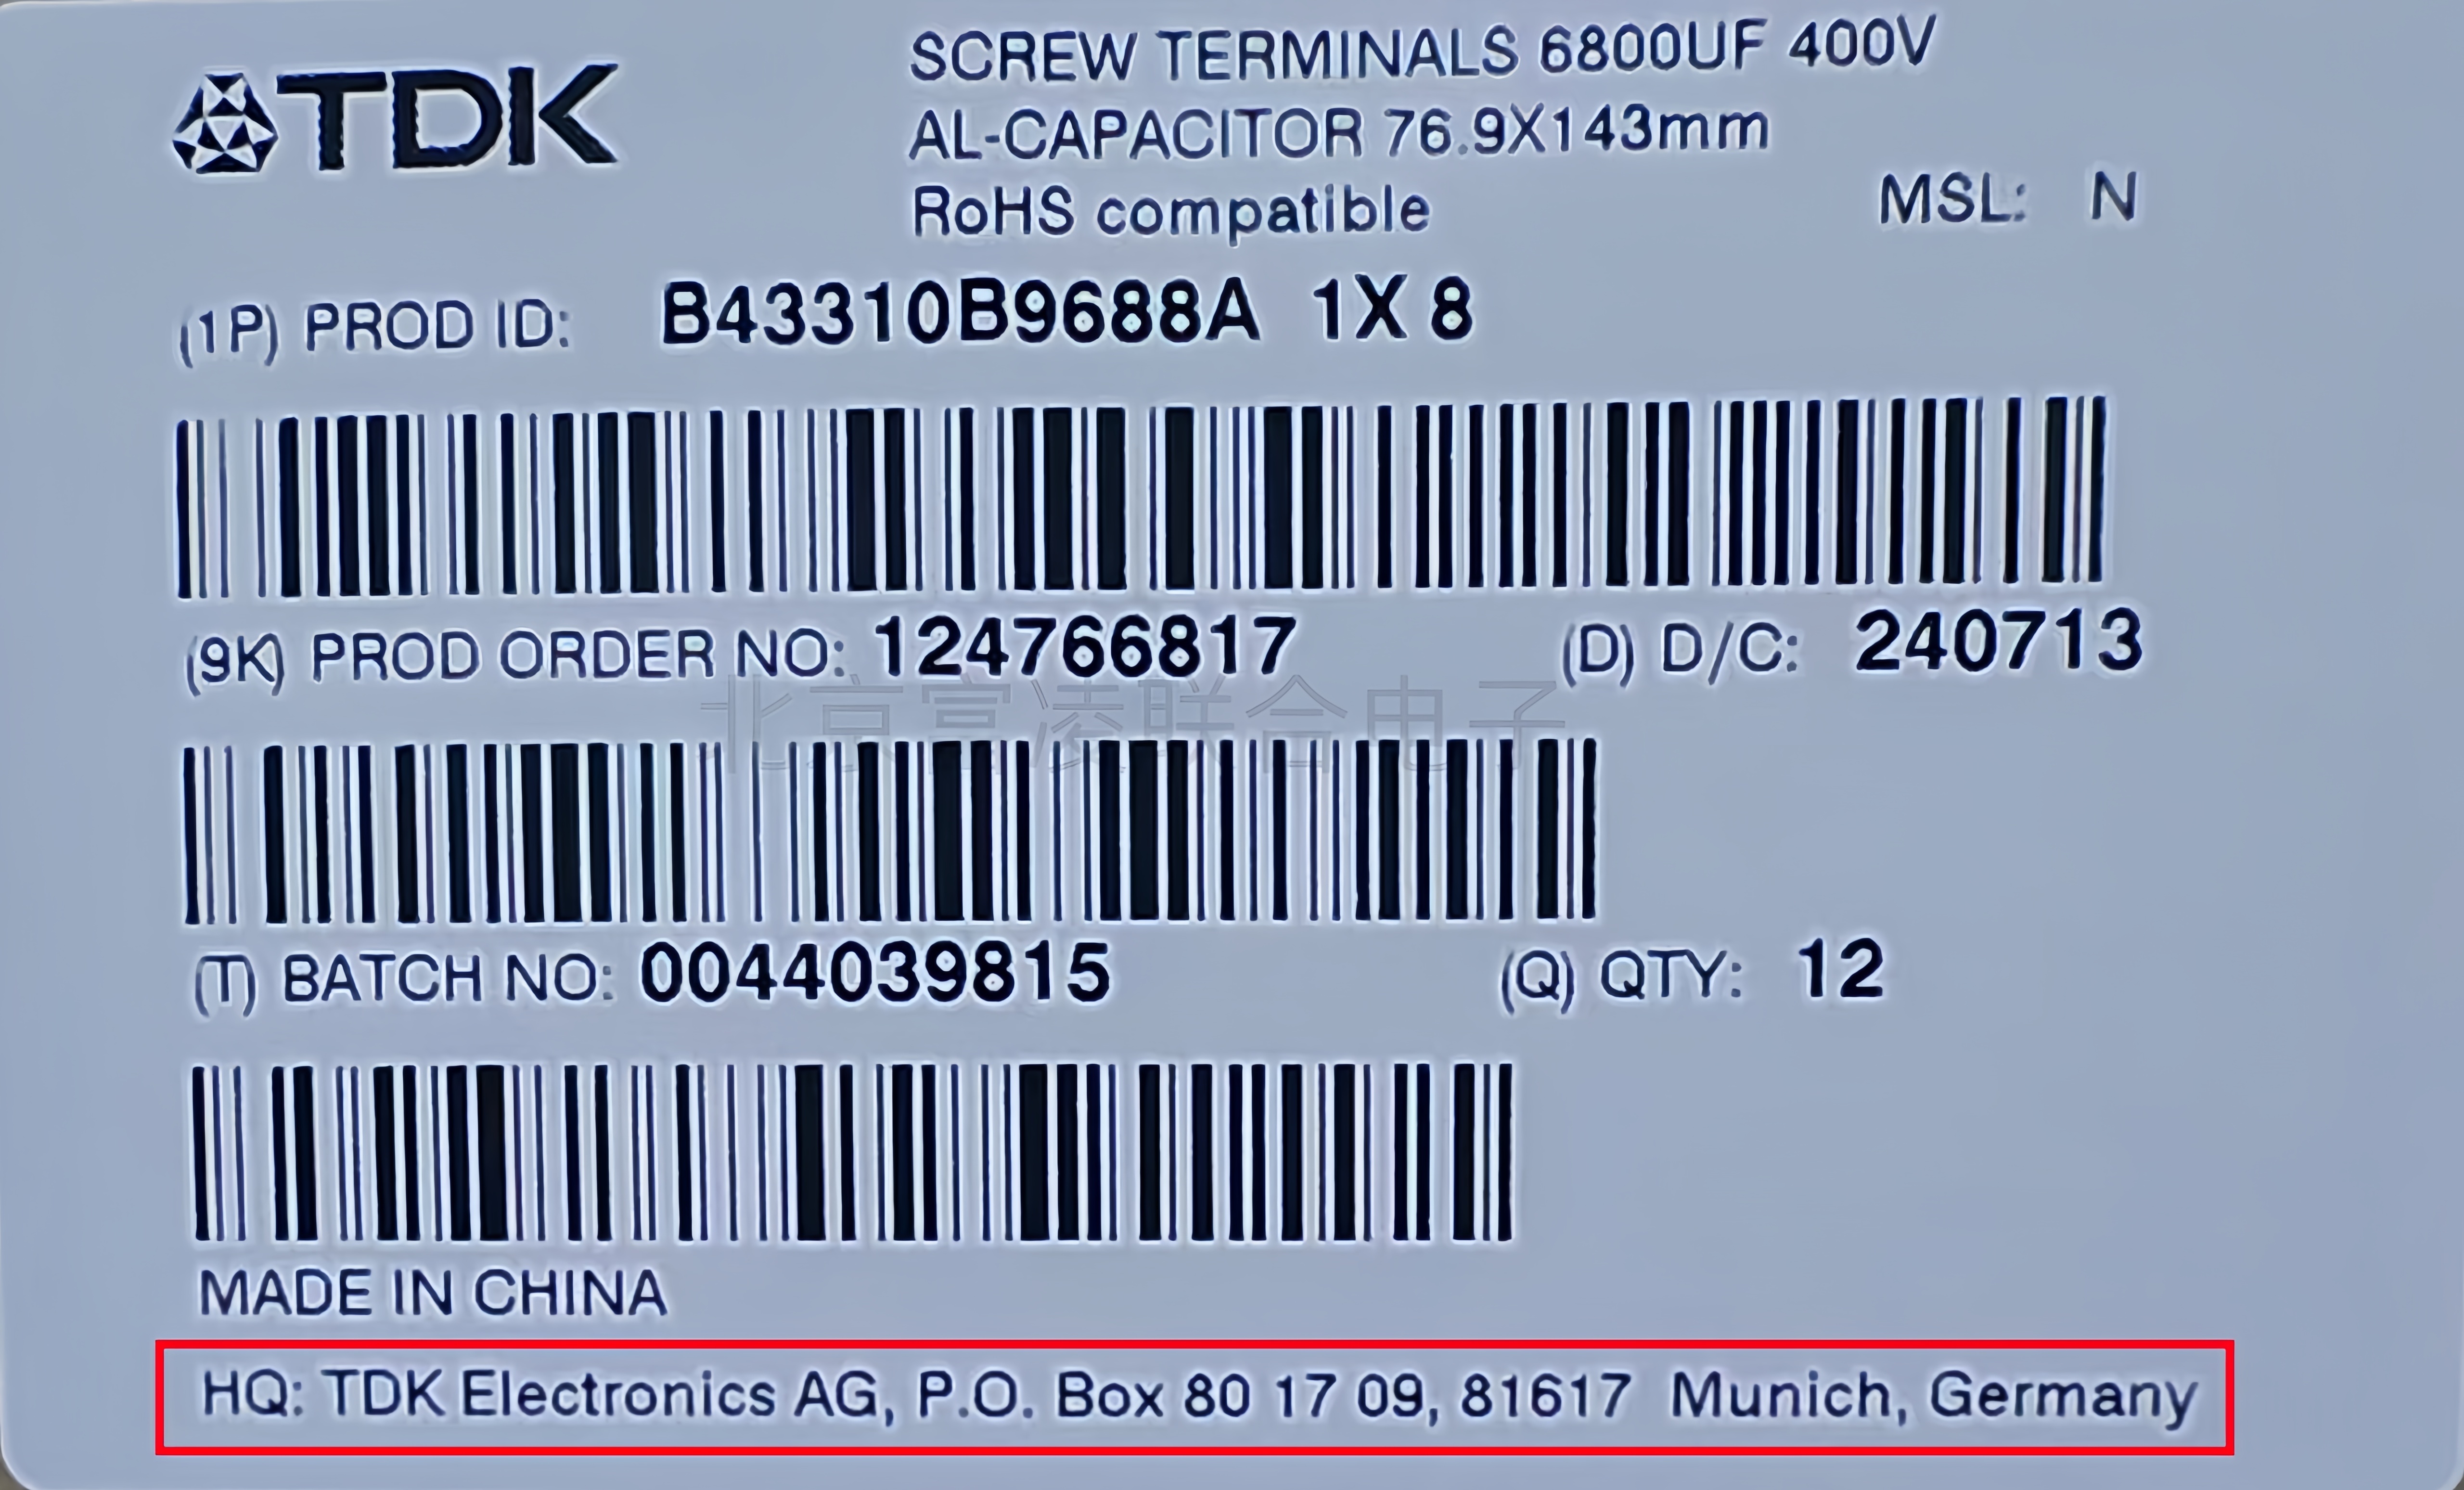 TDK
SCREW TERMINALS 6800UF 400V
AL-CAPACITOR 76.9X143mm
RoHS compatible
MSL: N
(1P) PROD ID: B43310B9688A 1X 8
(9K) PROD ORDER NO: 124766817 (D) D/C: 240713
北京富凌联合电子
(T) BATCH NO: 0044039815 (Q) QTY: 12
MADE IN CHINA
HQ: TDK Electronics AG, P.O. Box 80 17 09, 81617 Munich, Germany